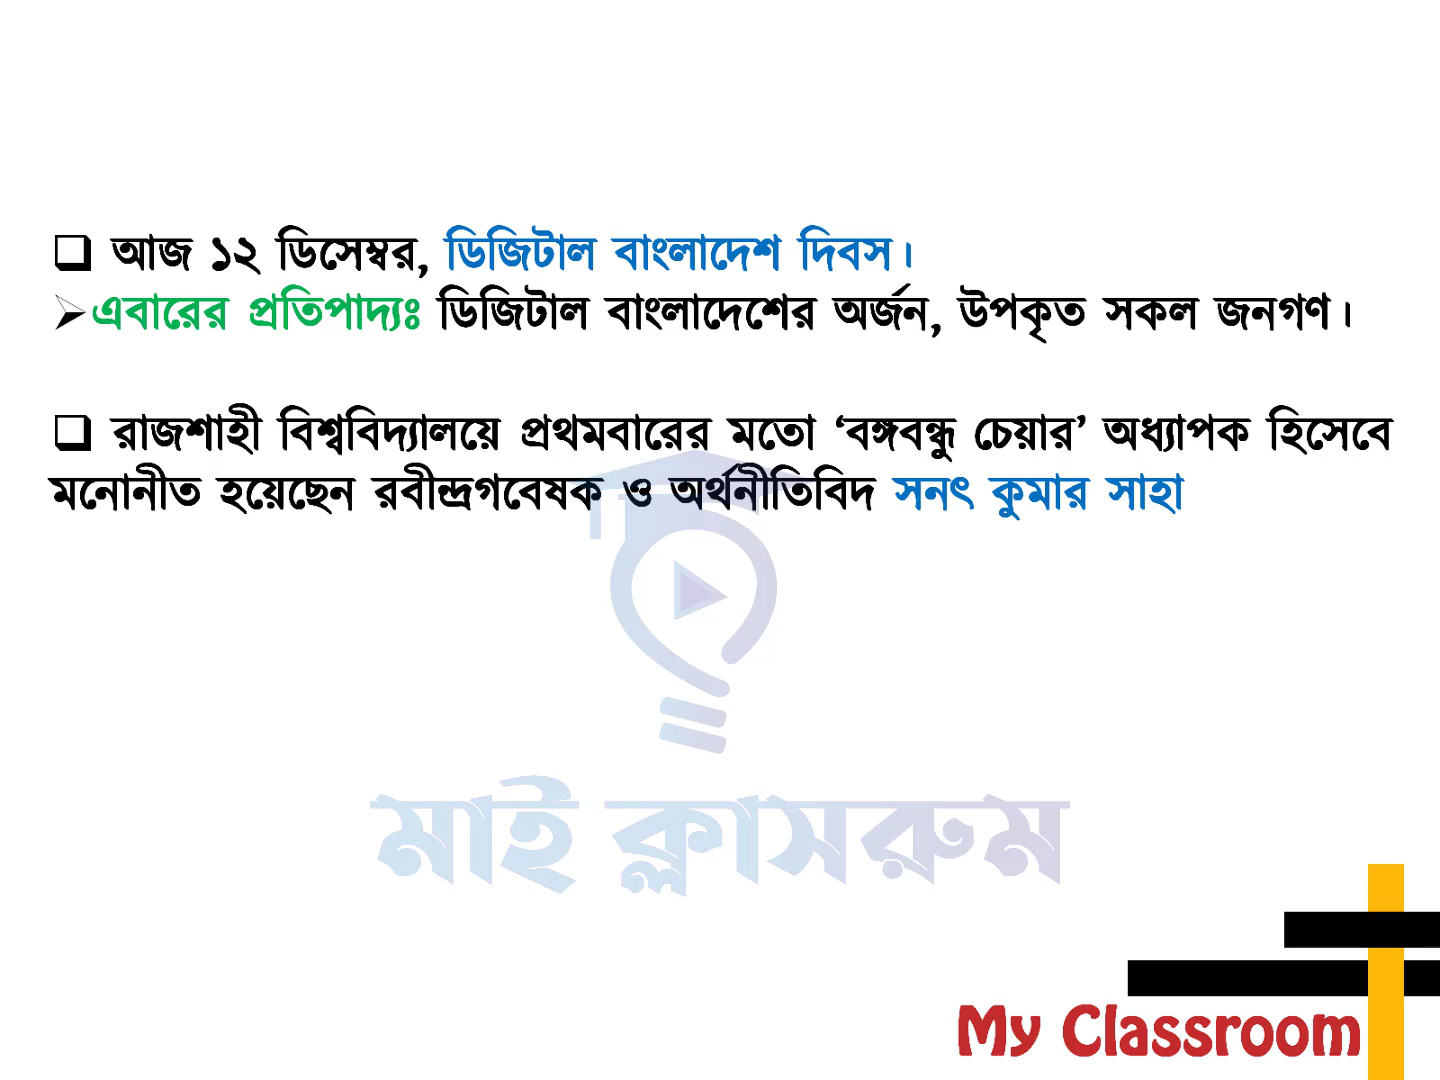 ❑ আজ ১২ ডিসেম্বর, ডিজিটাল বাংলাদেশ দিবস।
➢এবারের প্রতিপাদ্যঃ ডিজিটাল বাংলাদেশের অর্জন, উপকৃত সকল জনগণ।
❑ রাজশাহী বিশ্ববিদ্যালয়ে প্রথমবারের মতো ‘বঙ্গবন্ধু চেয়ার’ অধ্যাপক হিসেবে
মনোনীত হয়েছেন রবীন্দ্রগবেষক ও অর্থনীতিবিদ সনৎ কুমার সাহা
মাই ক্লাসরুম
My Classroom